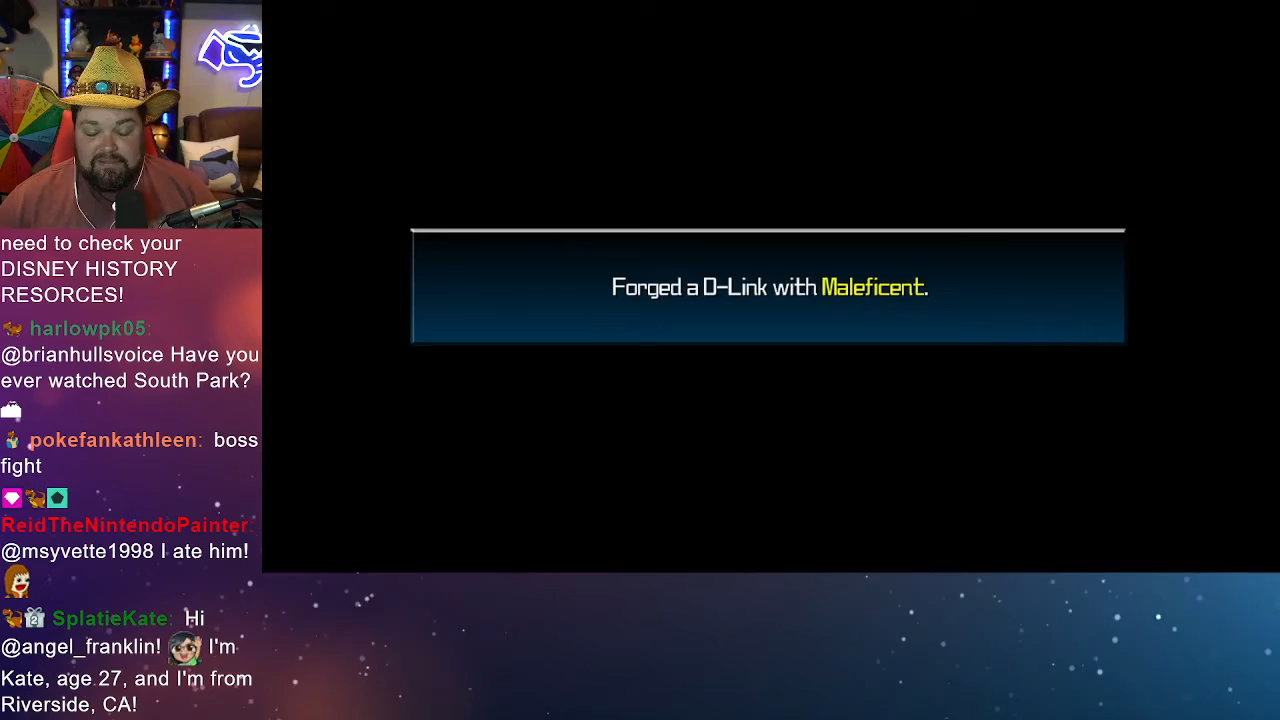 need to check your
DISNEY HISTORY
RESORCES!
harlowpk05:
@brianhullsvoice Have you
ever watched South Park?
pokefankathleen: boss
fight
ReidTheNintendoPainter:
@msyvette1998 I ate him!
SplatieKate: Hi
@angel_franklin! I'm
Kate, age 27, and I'm from
Riverside, CA!
Forged a D-Link with Maleficent.